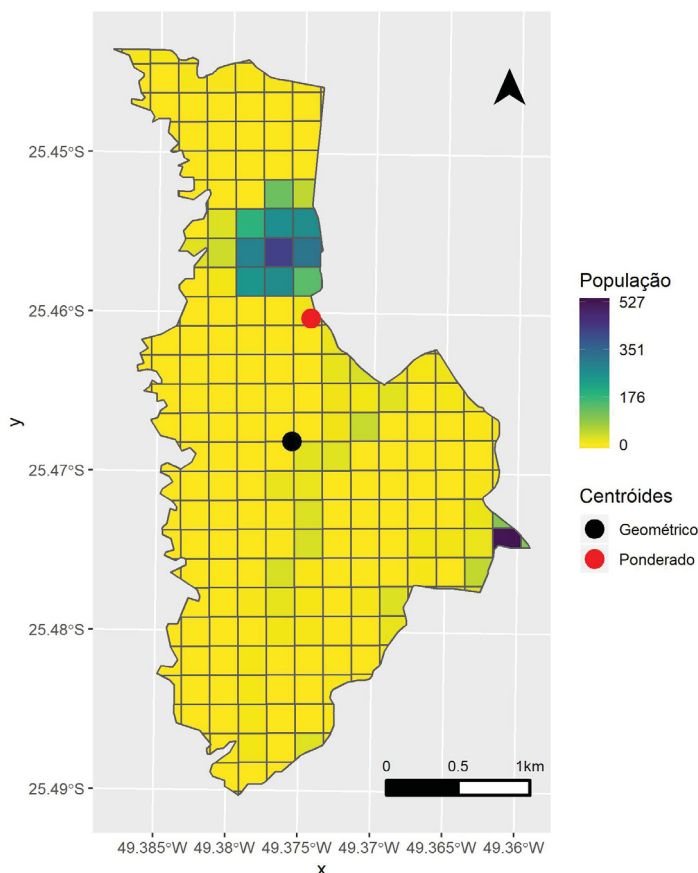 25.45°S
25.46°S
25.47°S
25.48°S
25.49°S
y
49.385°W 49.38°W 49.375°W 49.37°W 49.365°W 49.36°W
x
0 0.5 1km
População
527
351
176
0
Centróides
Geométrico
Ponderado